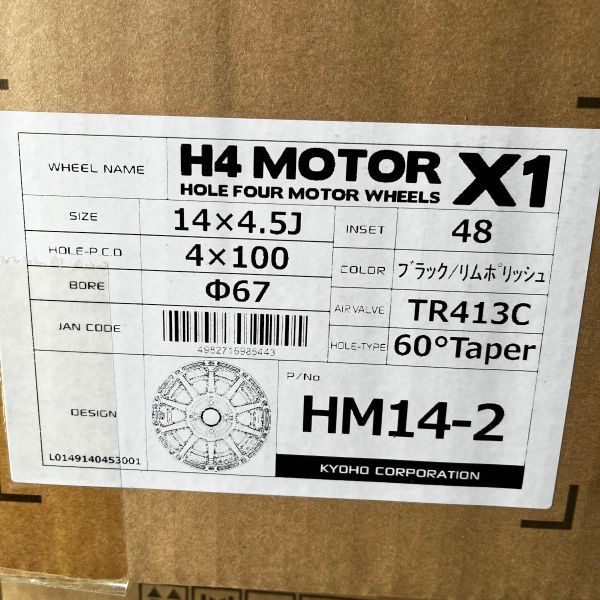 WHEEL NAME
H4 MOTOR X1
HOLE FOUR MOTOR WHEELS
SIZE 14×4.5J INSET 48
HOLE-P.C.D 4×100 COLOR ブラック/リムポリッシュ
BORE Φ67 AIR VALVE TR413C
JAN CODE 4982716985443 HOLE-TYPE 60°Taper
DESIGN P/No. HM14-2
L0149140453001 KYOHO CORPORATION